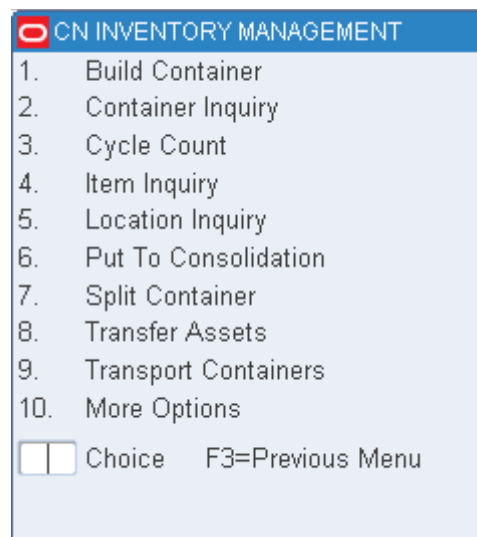 CN INVENTORY MANAGEMENT
1. Build Container
2. Container Inquiry
3. Cycle Count
4. Item Inquiry
5. Location Inquiry
6. Put To Consolidation
7. Split Container
8. Transfer Assets
9. Transport Containers
10. More Options
Choice F3=Previous Menu